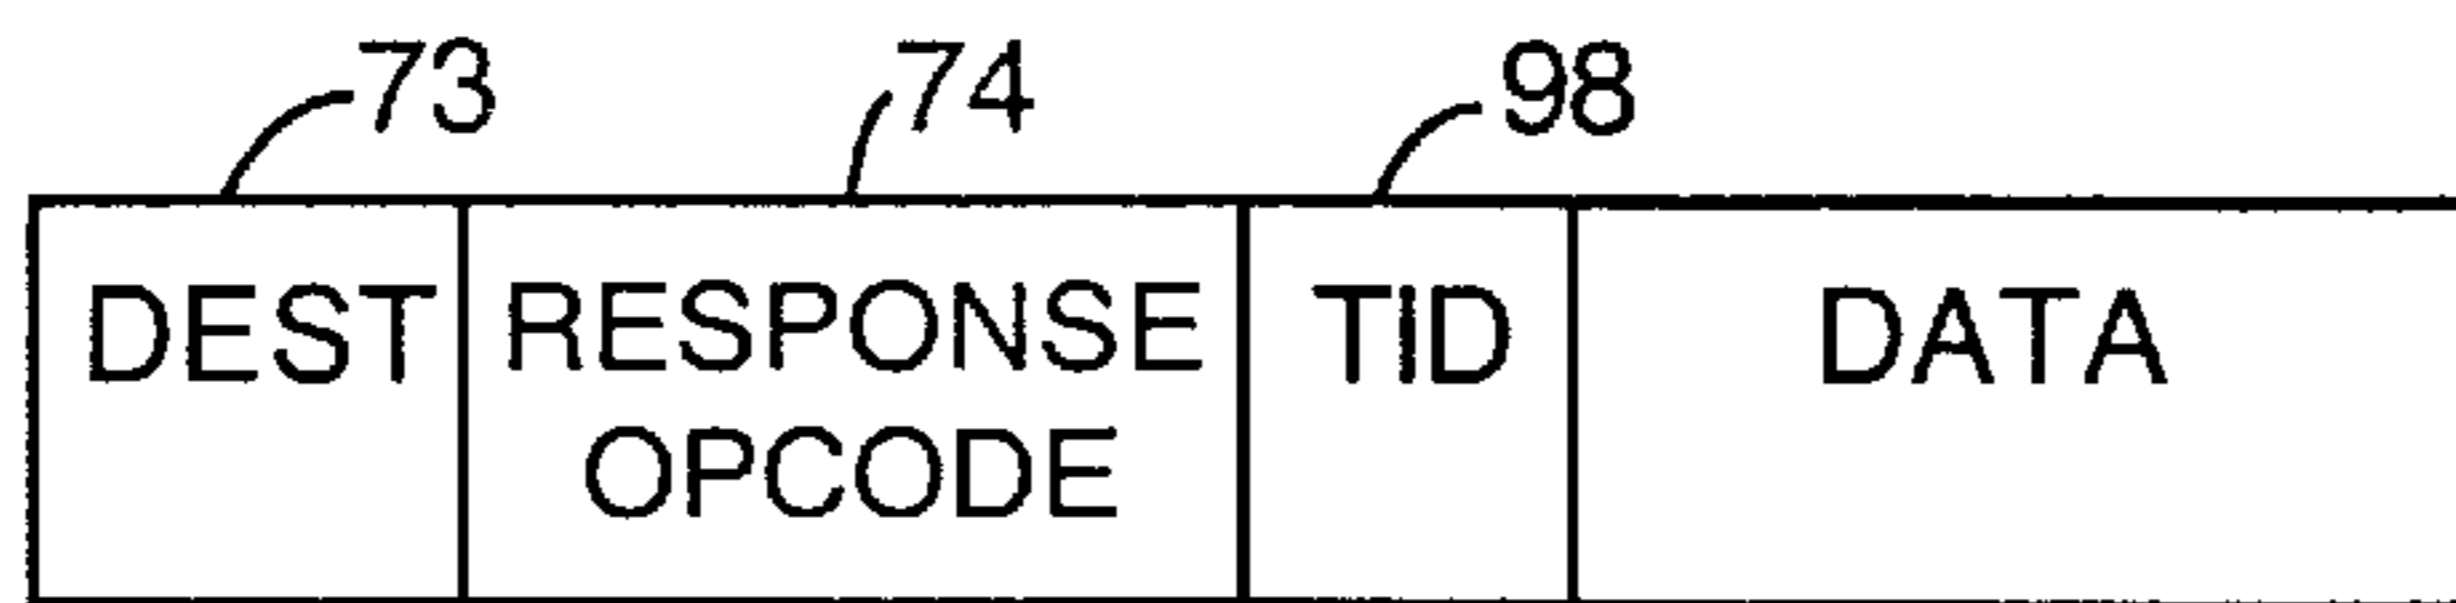 73 74 98
DEST RESPONSE TID DATA
OPCODE